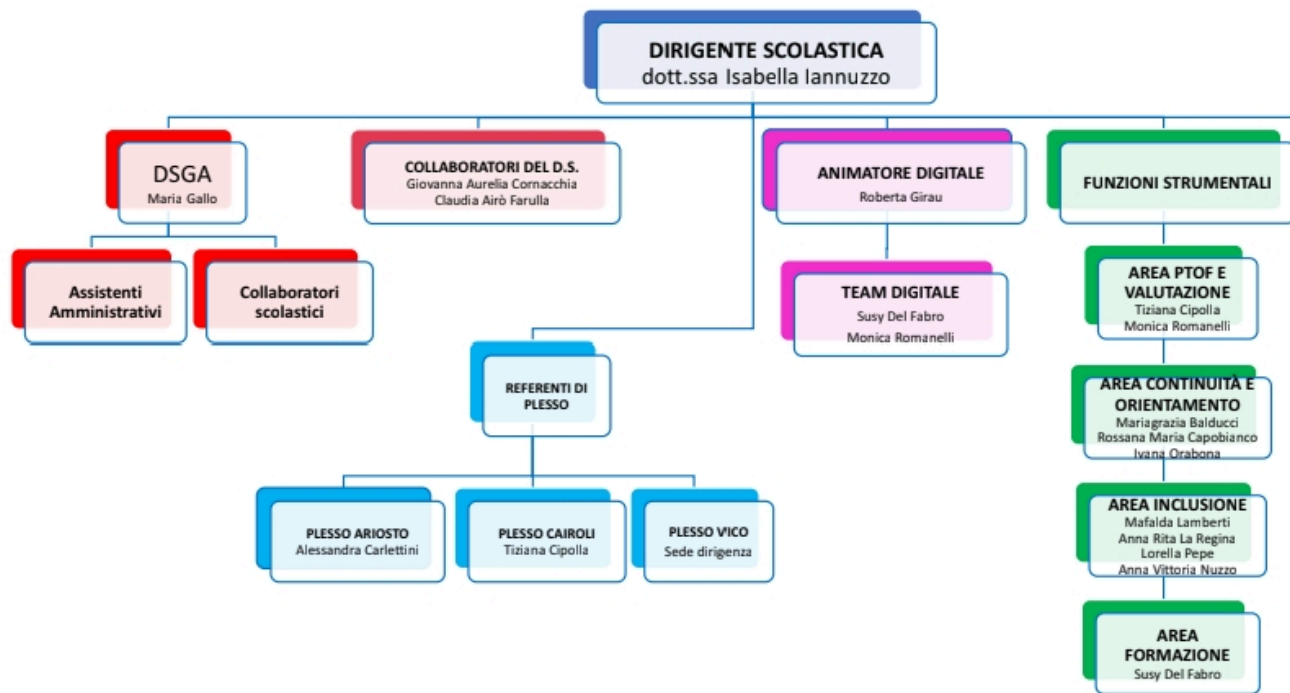 DIRIGENTE SCOLASTICA
dott.ssa Isabella Iannuzzo
DSGA
Maria Gallo
COLLABORATORI DEL D.S.
Giovanna Aurelia Cornacchia
Claudia Airò Farulla
ANIMATORE DIGITALE
Roberta Girau
FUNZIONI STRUMENTALI
Assistenti
Amministrativi
Collaboratori
scolastici
TEAM DIGITALE
Susy Del Fabro
Monica Romanelli
AREA PTOF E
VALUTAZIONE
Tiziana Cipolla
Monica Romanelli
REFERENTI DI
PLESSO
AREA CONTINUITÀ E
ORIENTAMENTO
Mariagrazia Balducci
Rossana Maria Capobianco
Ivana Orabona
PLESSO ARIOSTO
Alessandra Carlettini
PLESSO CAIROLI
Tiziana Cipolla
PLESSO VICO
Sede dirigenza
AREA INCLUSIONE
Mafalda Lamberti
Anna Rita La Regina
Lorella Pepe
Anna Vittoria Nuzzo
AREA
FORMAZIONE
Susy Del Fabro